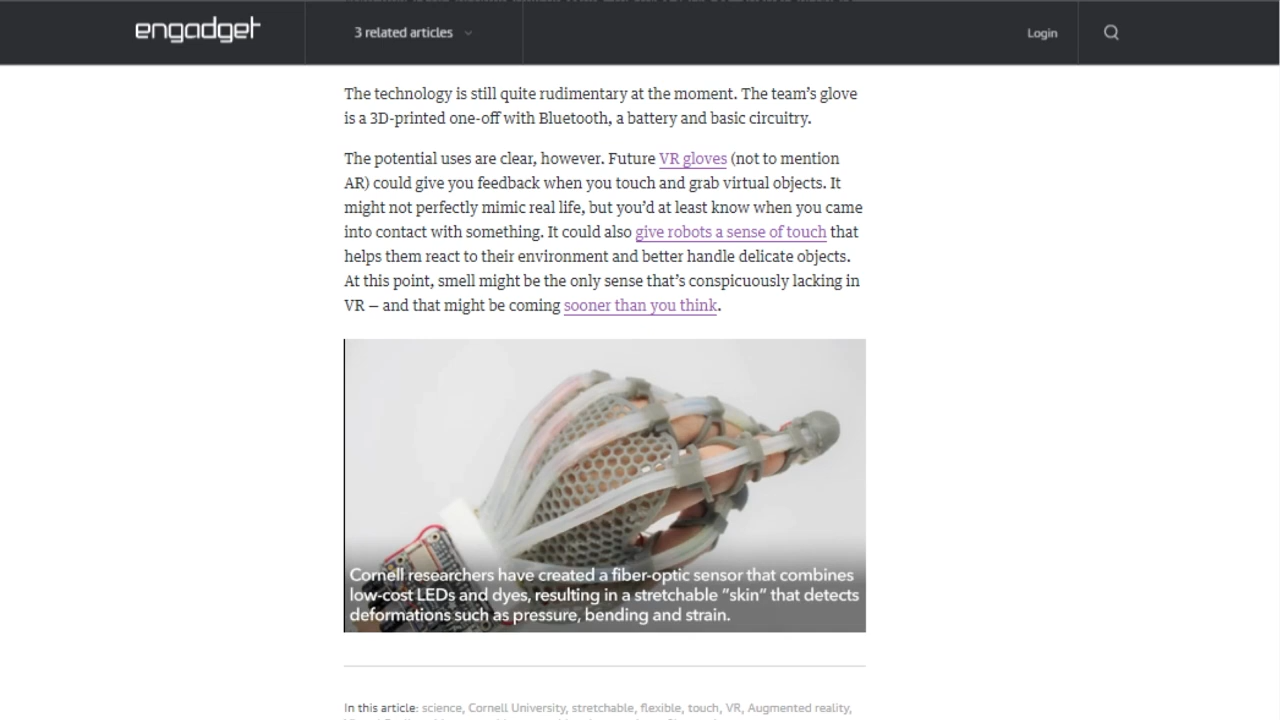 engadget
3 related articles
Login
The technology is still quite rudimentary at the moment. The team’s glove
is a 3D-printed one-off with Bluetooth, a battery and basic circuitry.
The potential uses are clear, however. Future VR gloves (not to mention
AR) could give you feedback when you touch and grab virtual objects. It
might not perfectly mimic real life, but you’d at least know when you came
into contact with something. It could also give robots a sense of touch that
helps them react to their environment and better handle delicate objects.
At this point, smell might be the only sense that’s conspicuously lacking in
VR – and that might be coming sooner than you think.
Cornell researchers have created a fiber-optic sensor that combines
low-cost LEDs and dyes, resulting in a stretchable “skin” that detects
deformations such as pressure, bending and strain.
In this article: science, Cornell University, stretchable, flexible, touch, VR, Augmented reality,